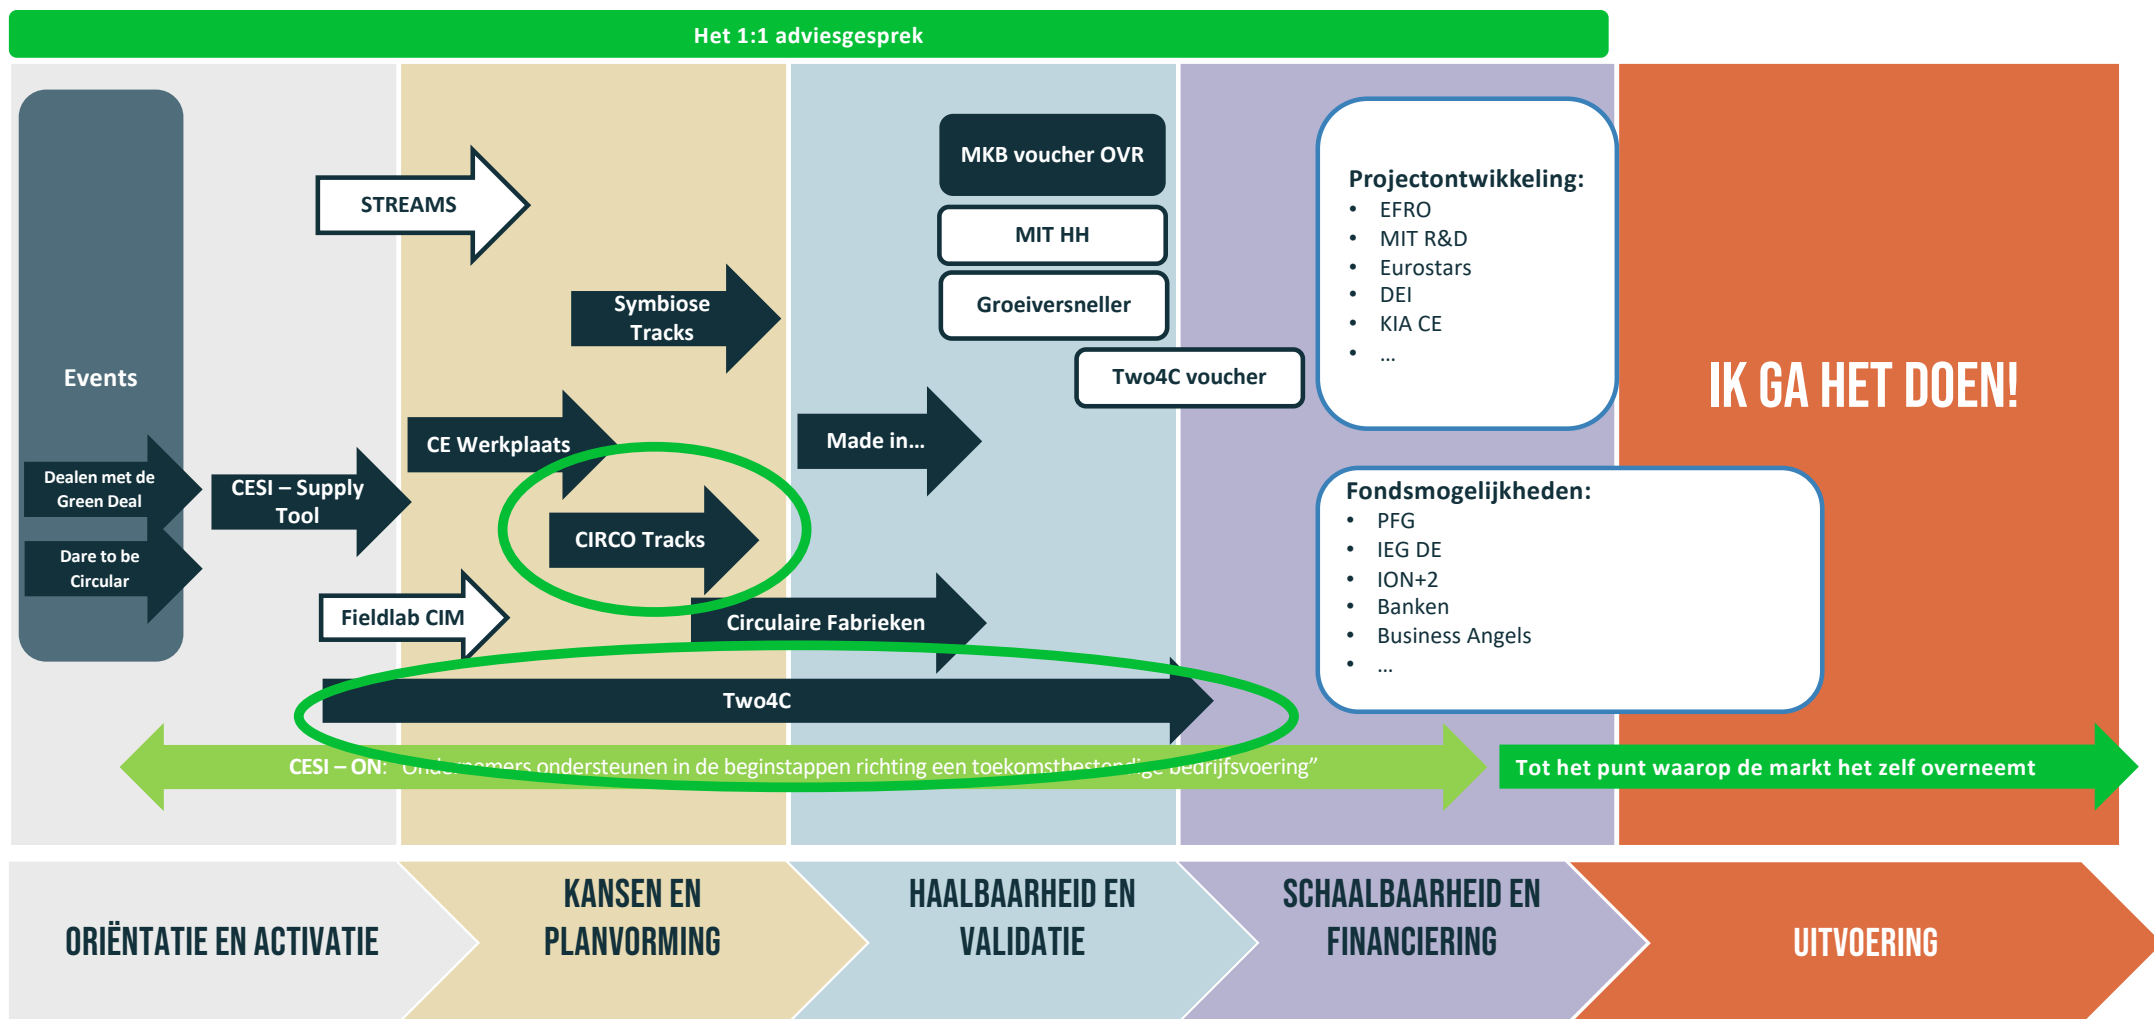 Het 1:1 adviesgesprek
Events
Dealen met de
Green Deal
Dare to be
Circular
CESI – Supply
Tool
STREAMS
Symbiose
Tracks
CE Werkplaats
CIRCO Tracks
Fieldlab CIM
Circulaire Fabrieken
Made in...
MKB voucher OVR
MIT HH
Groeiversneller
Two4C voucher
Two4C
Projectontwikkeling:
• EFRO
• MIT R&D
• Eurostars
• DEI
• KIA CE
• ...
Fondsmogelijkheden:
• PFG
• IEG DE
• ION+2
• Banken
• Business Angels
• ...
IK GA HET DOEN!
CESI – ON: "Ondernemers ondersteunen in de beginstappen richting een toekomstbestendige bedrijfsvoering"
Tot het punt waarop de markt het zelf overneemt
ORIËNTATIE EN ACTIVATIE
KANSEN EN
PLANVORMING
HAALBAARHEID EN
VALIDATIE
SCHAALBAARHEID EN
FINANCIERING
UITVOERING